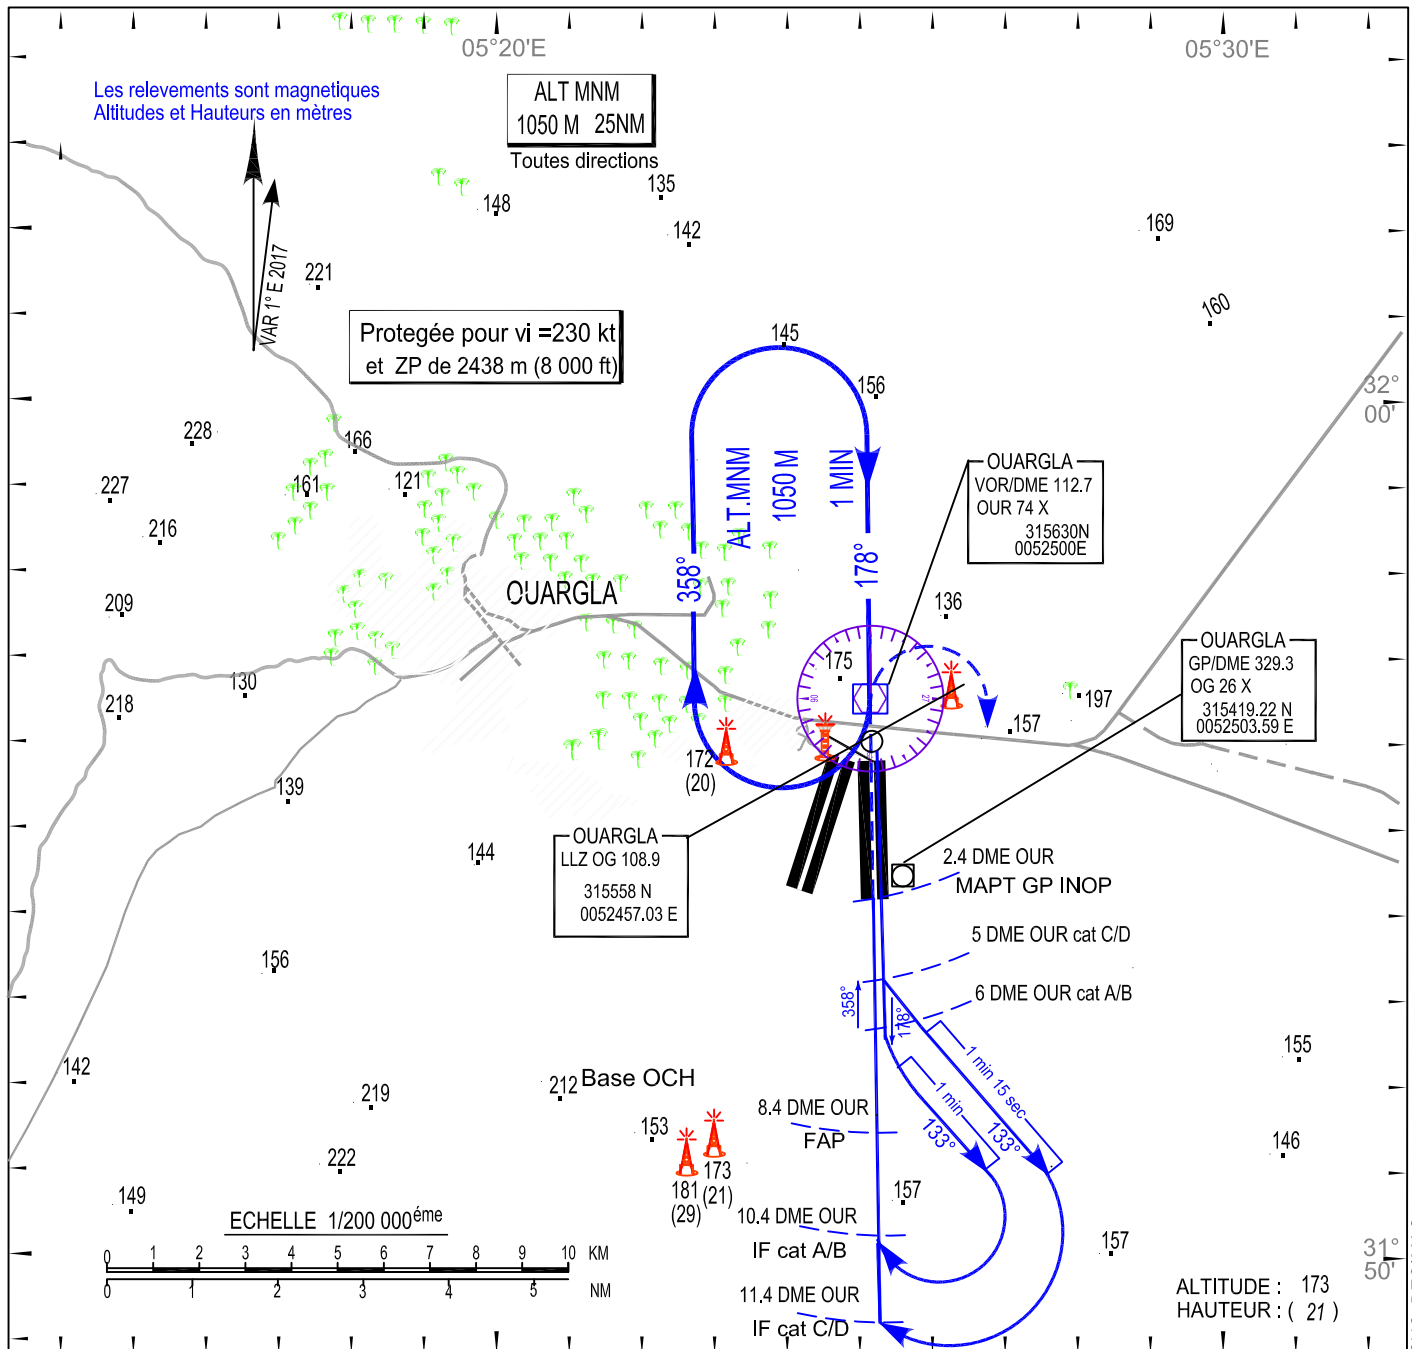 05°20'E
05°30'E
Les relevements sont magnetiques
Altitudes et Hauteurs en mètres
ALT MNM
1050 M 25NM
Toutes directions
135
148
142
169
VAR 1° E 2017
221
160
Protegée pour vi =230 kt
et ZP de 2438 m (8 000 ft)
145
156
32°
00'
228
166
227
161
121
216
ALT.MNM
1050 M
1 MIN
OUARGLA
VOR/DME 112.7
OUR 74 X
315630N
0052500E
358°
178°
OUARGLA
209
136
OUARGLA
GP/DME 329.3
OG 26 X
315419.22 N
0052503.59 E
175
130
218
197
157
172
(20)
139
OUARGLA
LLZ OG 108.9
315558 N
0052457.03 E
144
2.4 DME OUR
MAPT GP INOP
5 DME OUR cat C/D
156
6 DME OUR cat A/B
358°
178°
155
142
219
212
Base OCH
1 min 15 sec
1 min
133°
133°
8.4 DME OUR
FAP
153
146
222
173
(21)
181
(29)
149
157
10.4 DME OUR
IF cat A/B
157
31°
50'
ECHELLE 1/200 000éme
0 1 2 3 4 5 6 7 8 9 10 KM
0 1 2 3 4 5 NM
11.4 DME OUR
IF cat C/D
ALTITUDE : 173
HAUTEUR : ( 21 )